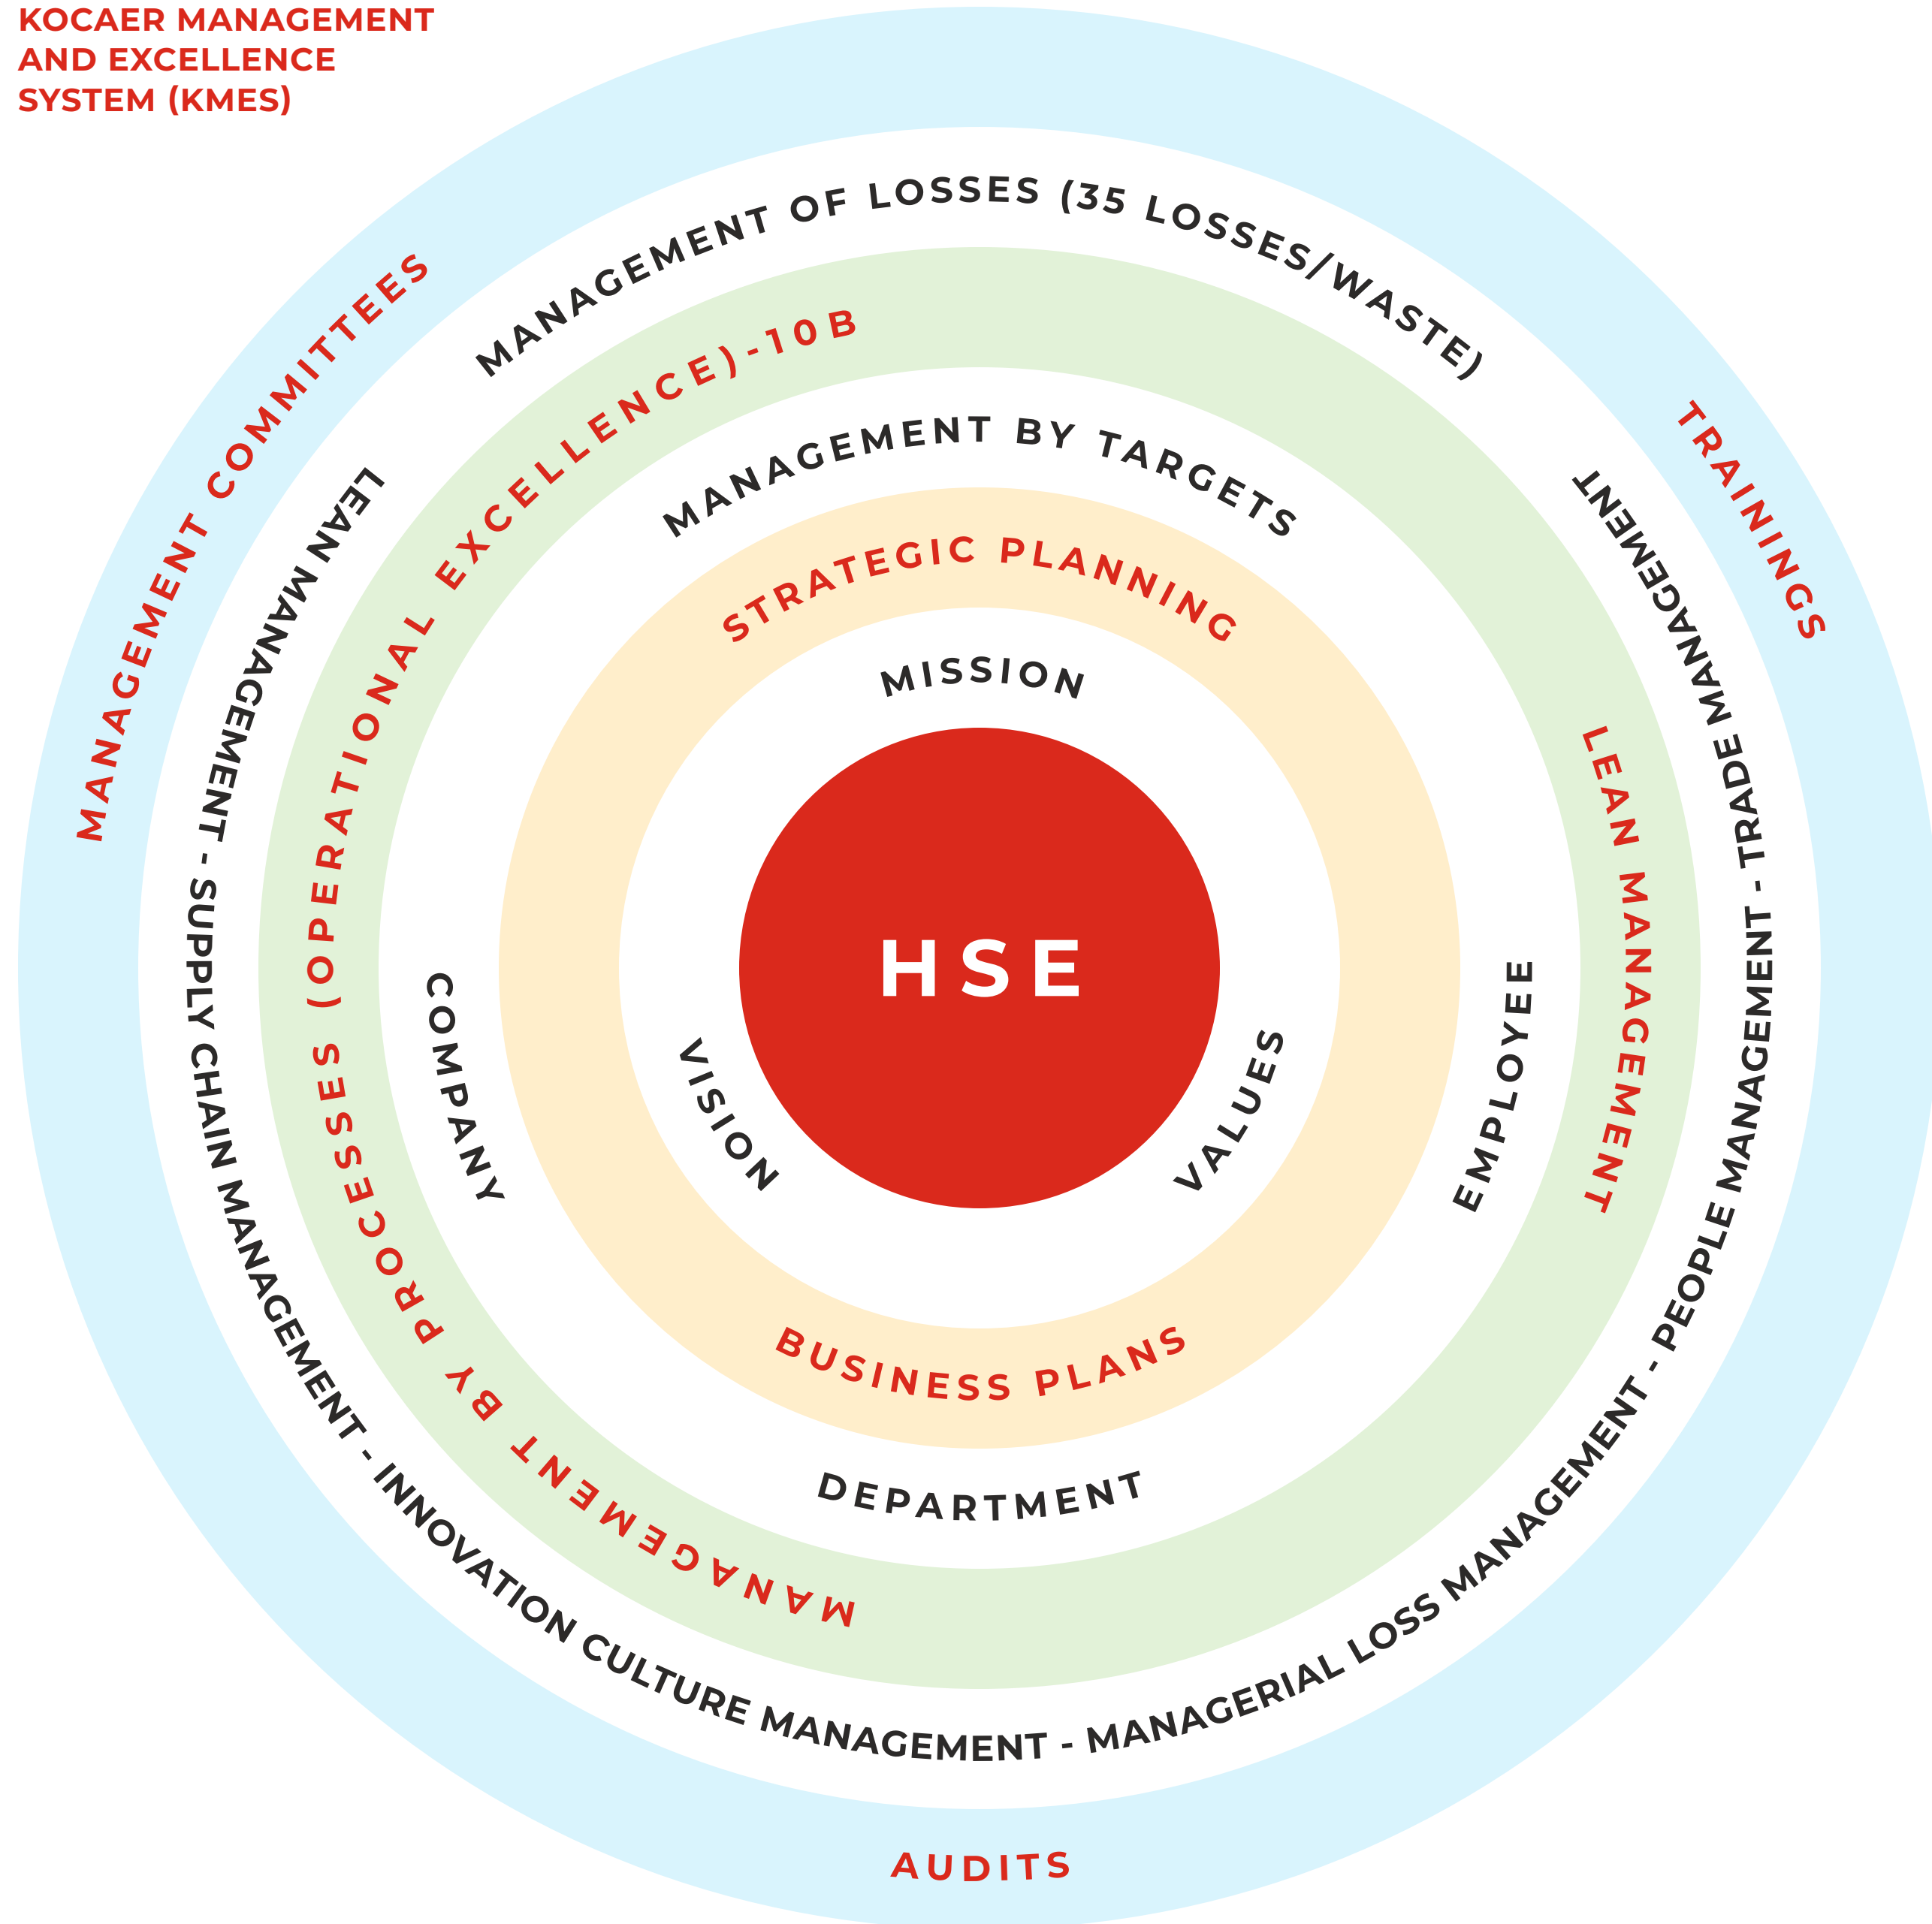 KOCAER MANAGEMENT
AND EXCELLENCE
SYSTEM (KMES)
MANAGEMENT COMMITTEES
TRAININGS
AUDITS
MANAGEMENT OF LOSSES (35 LOSSES/WASTE)
LEAN MANAGEMENT - SUPPLY CHAIN MANAGEMENT - INNOVATION CULTURE MANAGEMENT - MANAGERIAL LOSS MANAGEMENT - PEOPLE MANAGEMENT - TRADE MANAGEMENT
MANAGEMENT BY PROCESSES (OPERATIONAL EXCELLENCE)-10B
LEAN MANAGEMENT
MANAGEMENT BY TARGETS
COMPANY
DEPARTMENT
EMPLOYEE
STRATEGIC PLANNING
BUSINESS PLANS
MISSION
VISION
VALUES
HSE